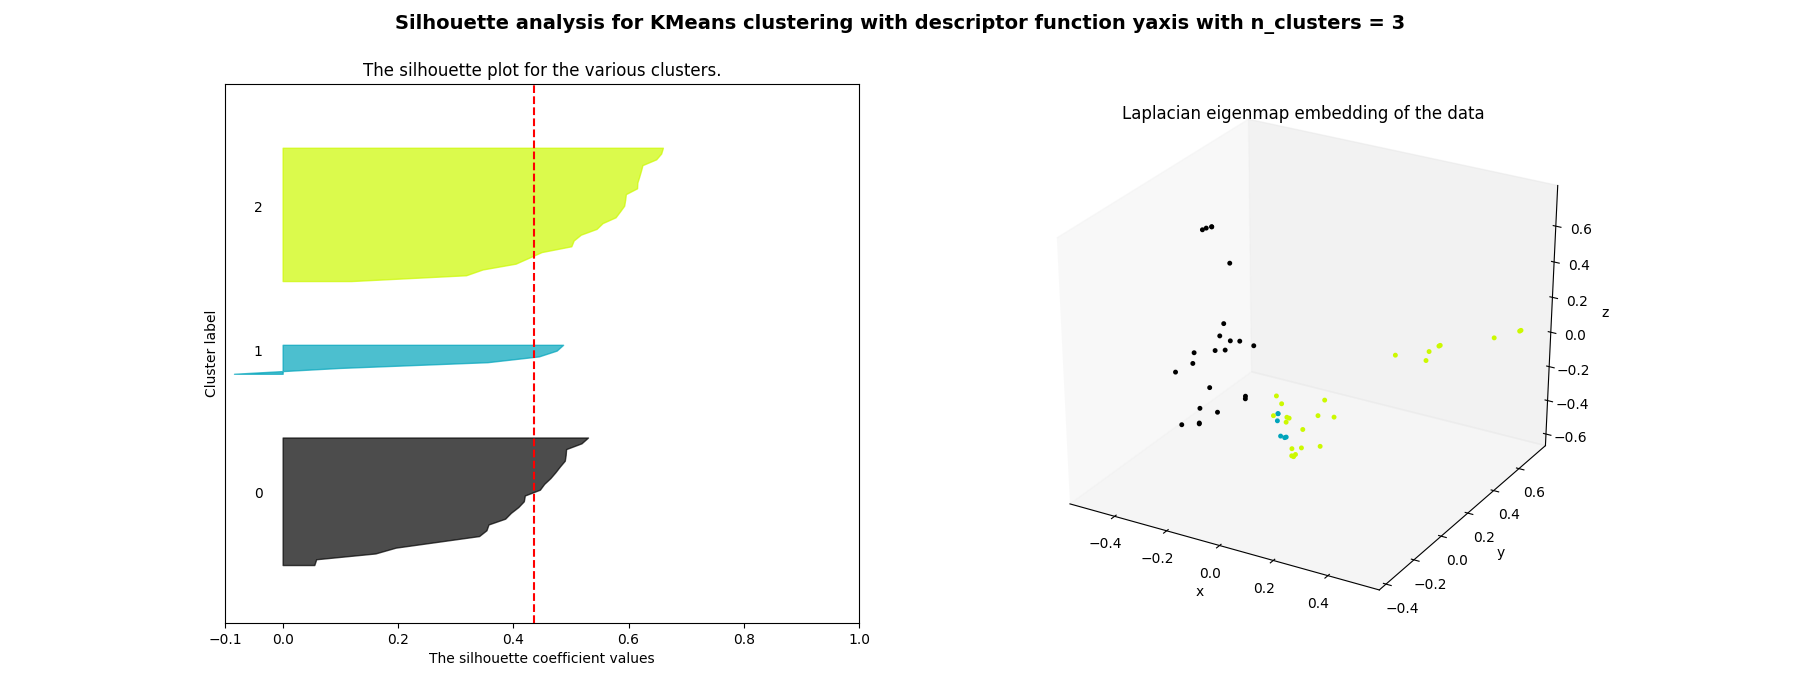 Silhouette analysis for KMeans clustering with descriptor function yaxis with n_clusters = 3
The silhouette plot for the various clusters.
2
1
0
Cluster label
−0.1 0.0 0.2 0.4 0.6 0.8 1.0
The silhouette coefficient values
Laplacian eigenmap embedding of the data
0.6
0.4
0.2
0.0
−0.2
−0.4
−0.6
z
0.6
0.4
0.2
0.0
−0.2
−0.4
y
−0.4
−0.2
0.0
0.2
0.4
x